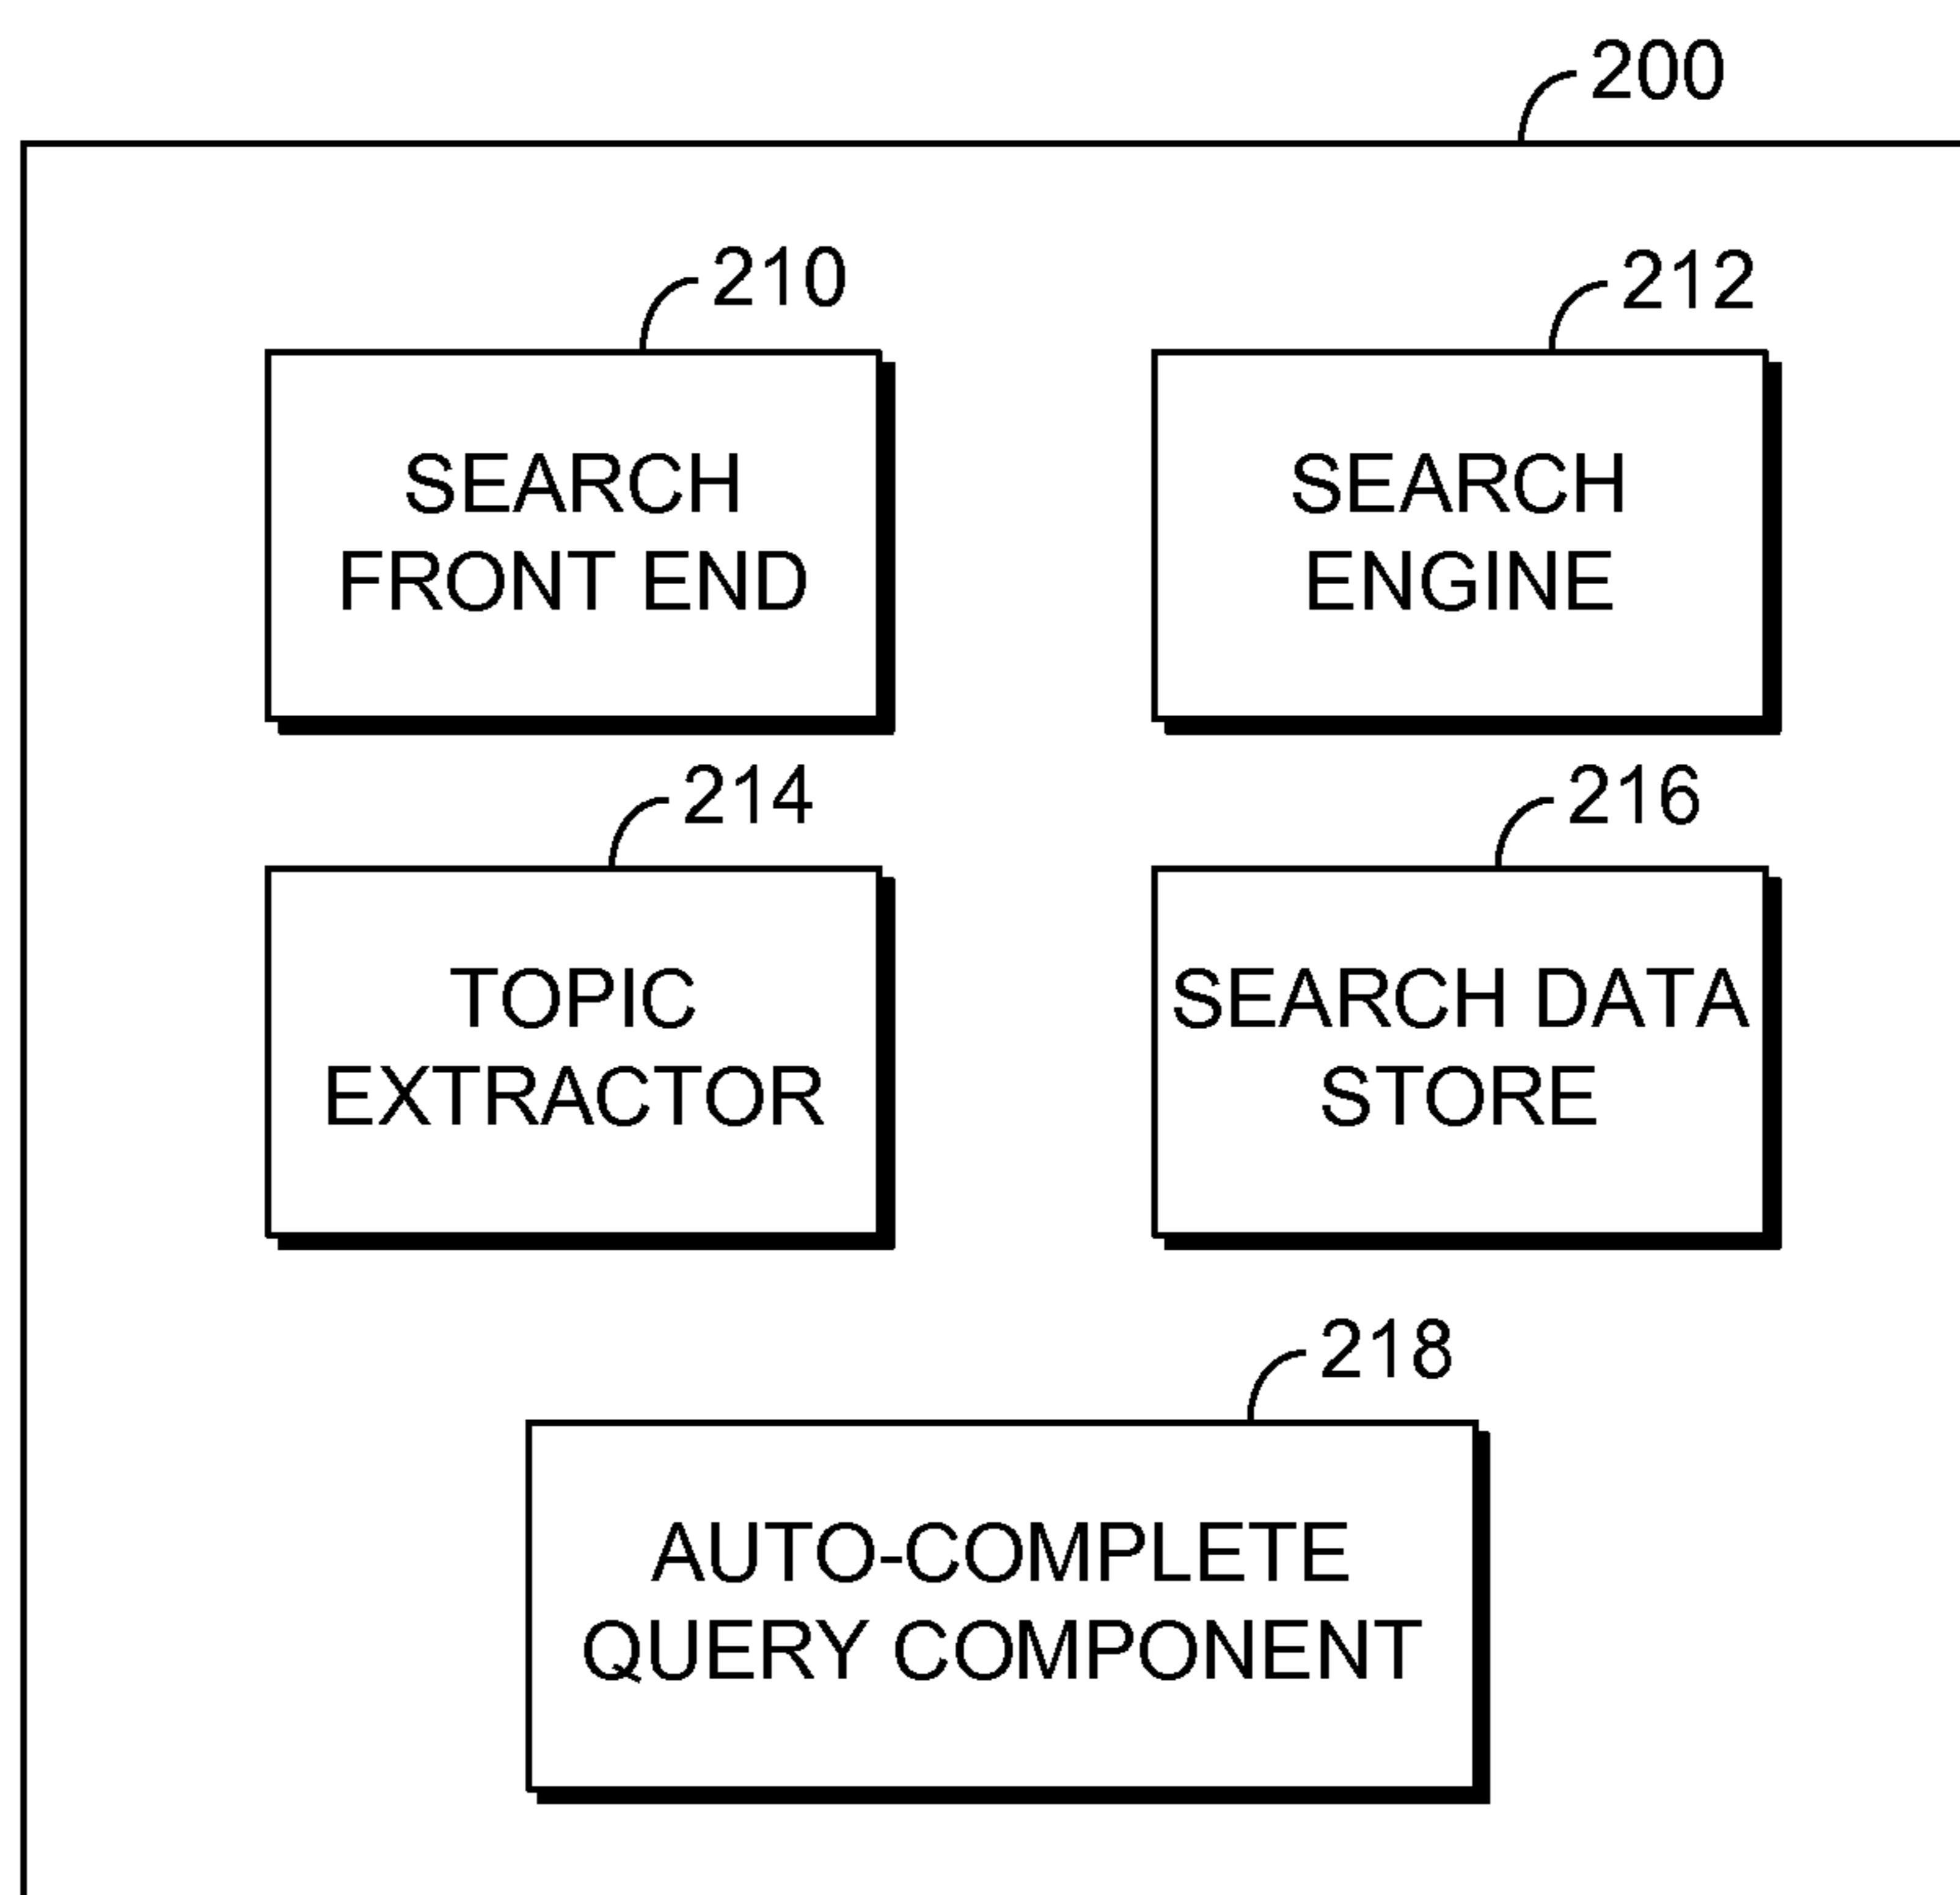 200
210
212
SEARCH
FRONT END
SEARCH
ENGINE
214
216
TOPIC
EXTRACTOR
SEARCH DATA
STORE
218
AUTO-COMPLETE
QUERY COMPONENT